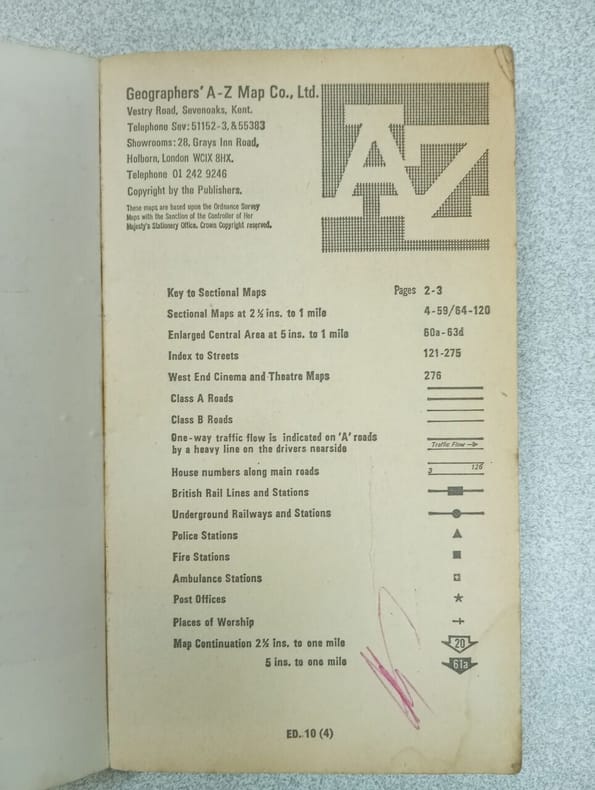 Geographers' A-Z Map Co., Ltd.
Vestry Road, Sevenoaks, Kent.
Telephone Sev: 51152-3, & 55383
Showrooms: 28, Grays Inn Road,
Holborn, London WC1X 8HX.
Telephone 01 242 9246
Copyright by the Publishers.
These maps are based upon the Ordnance Survey
Maps with the Sanction of the Controller of Her
Majesty's Stationery Office. Crown Copyright reserved.
AZ
Key to Sectional Maps Pages 2-3
Sectional Maps at 2½ ins. to 1 mile 4-59/64-120
Enlarged Central Area at 5 ins. to 1 mile 60a-63d
Index to Streets 121-275
West End Cinema and Theatre Maps 276
Class A Roads
Class B Roads
One-way traffic flow is indicated on 'A' roads
by a heavy line on the drivers nearside Traffic Flow
House numbers along main roads 3 126
British Rail Lines and Stations
Underground Railways and Stations
Police Stations
Fire Stations
Ambulance Stations
Post Offices
Places of Worship
Map Continuation 2½ ins. to one mile 20
5 ins. to one mile 61a
ED. 10 (4)